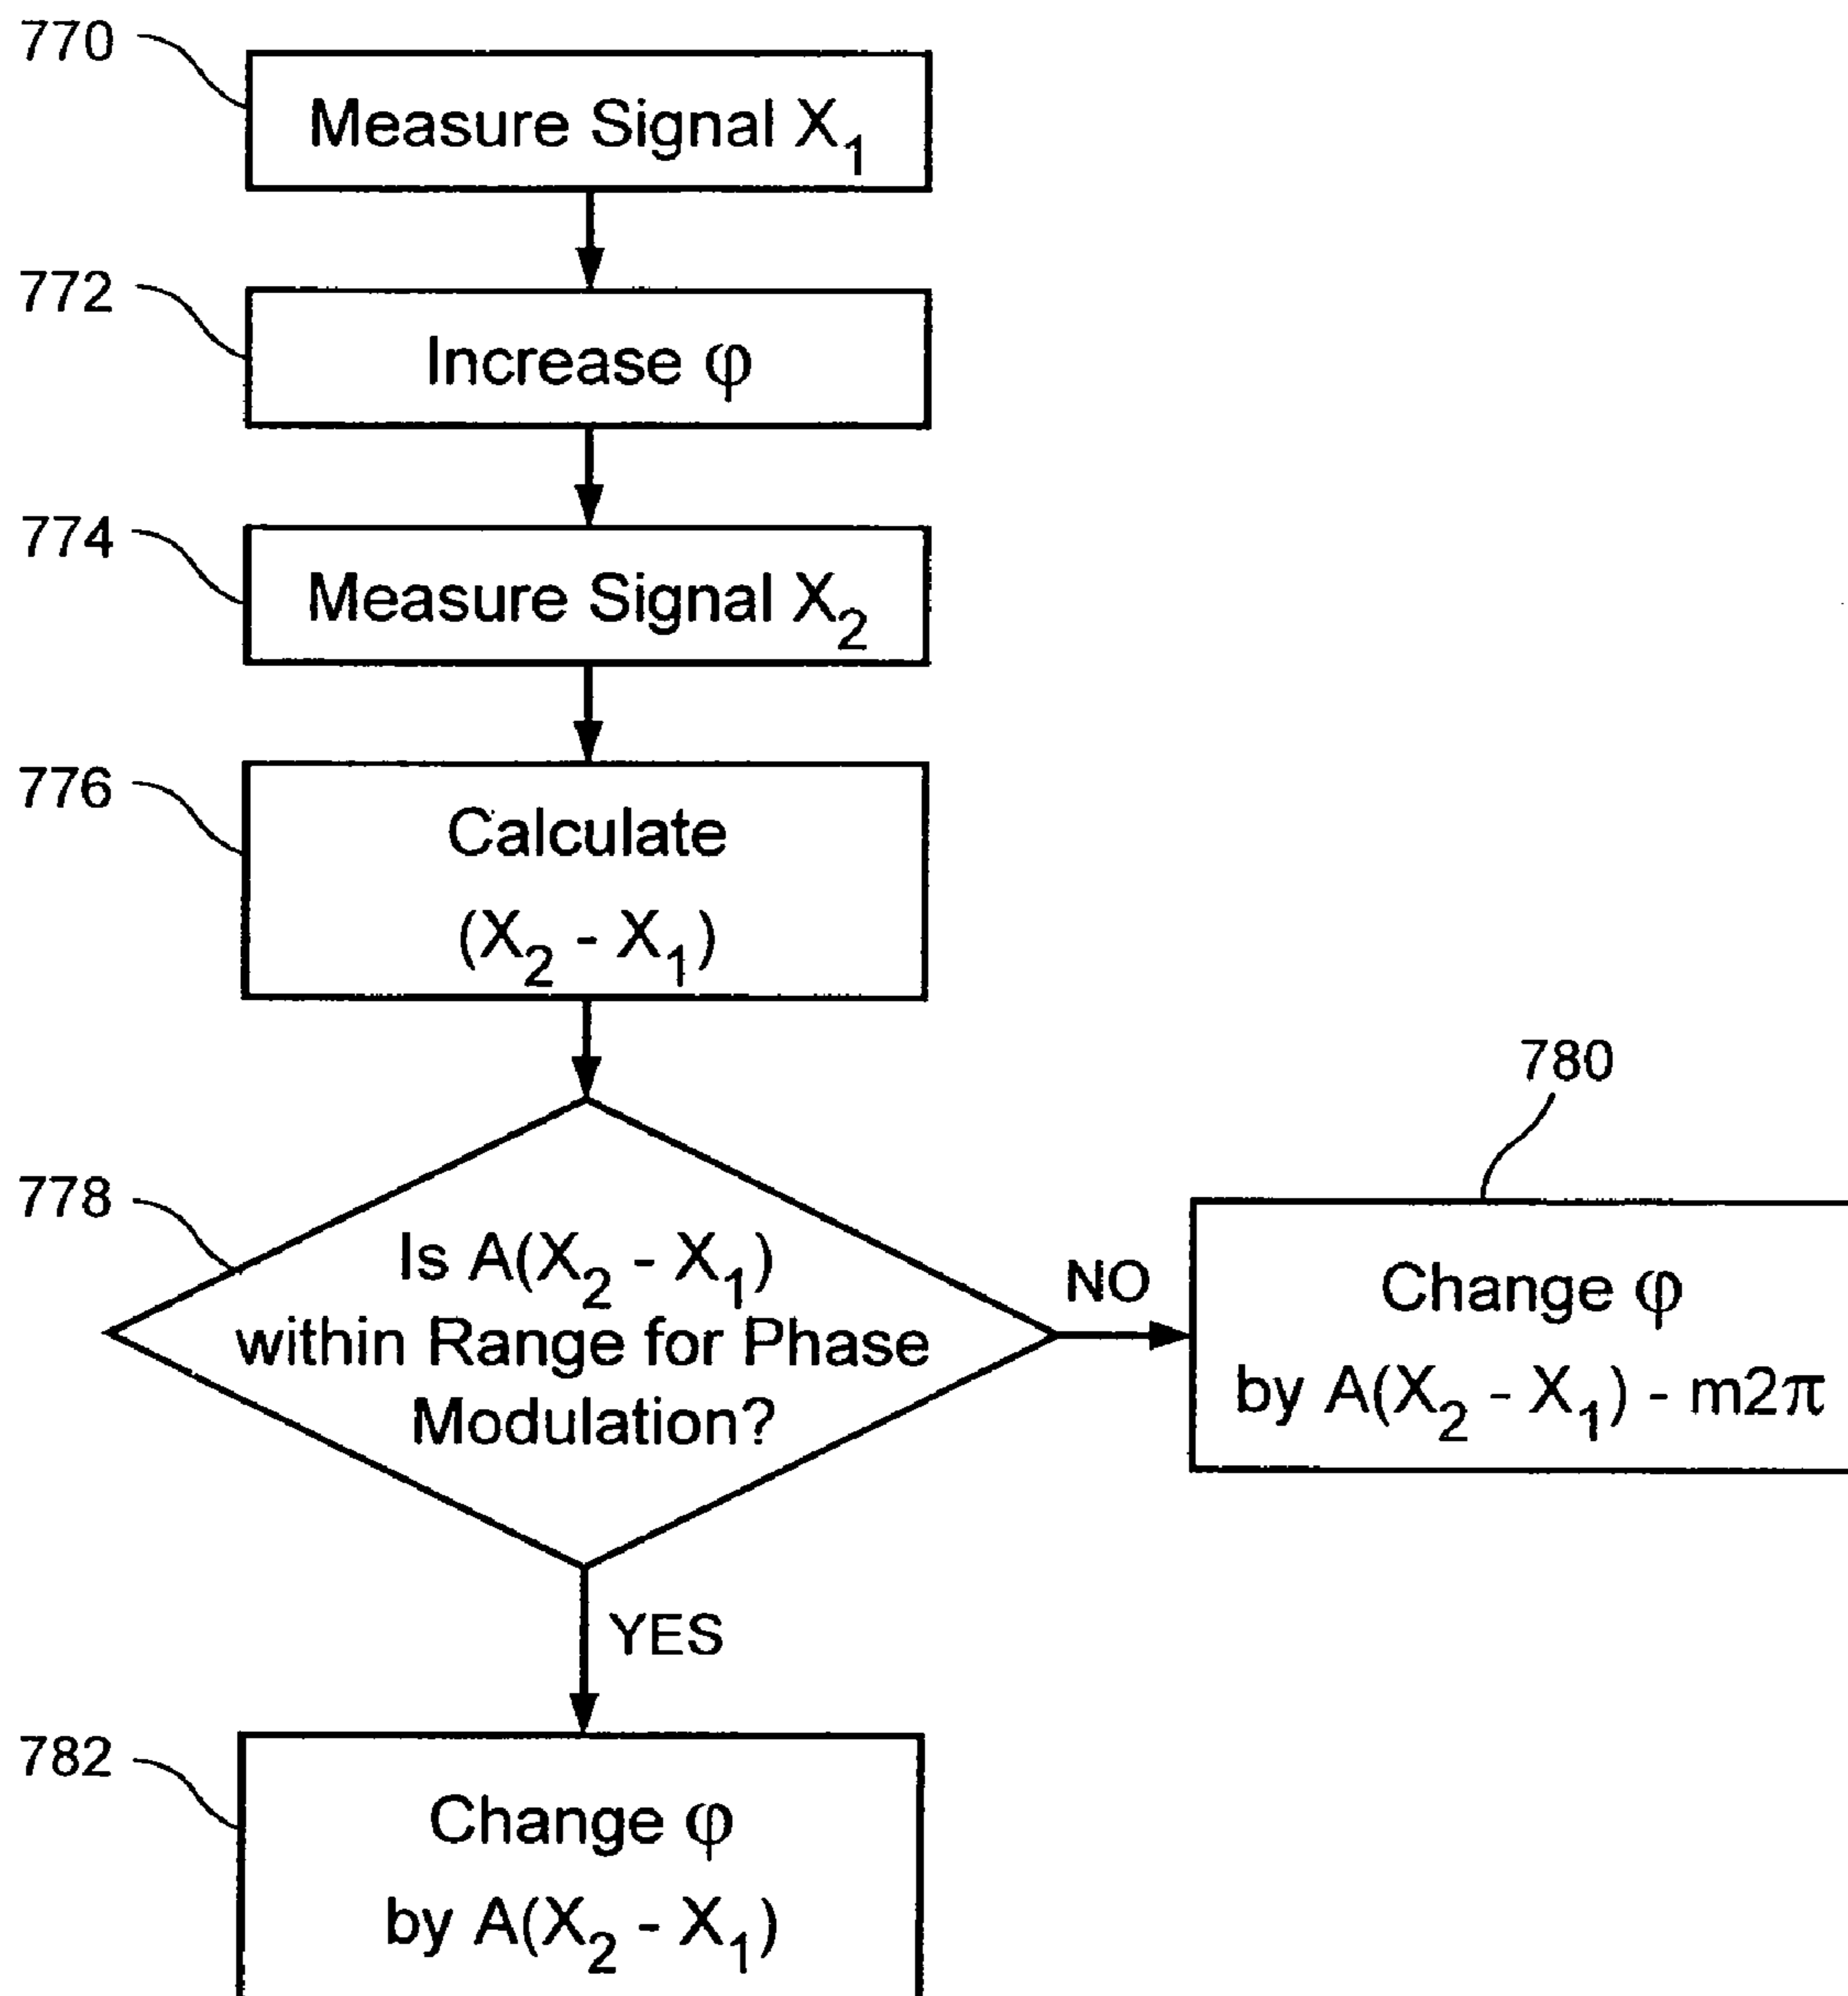 770
Measure Signal X₁
772
Increase φ
774
Measure Signal X₂
776
Calculate
(X₂ - X₁)
778
Is A(X₂ - X₁)
within Range for Phase
Modulation?
NO
780
Change φ
by A(X₂ - X₁) - m2π
YES
782
Change φ
by A(X₂ - X₁)